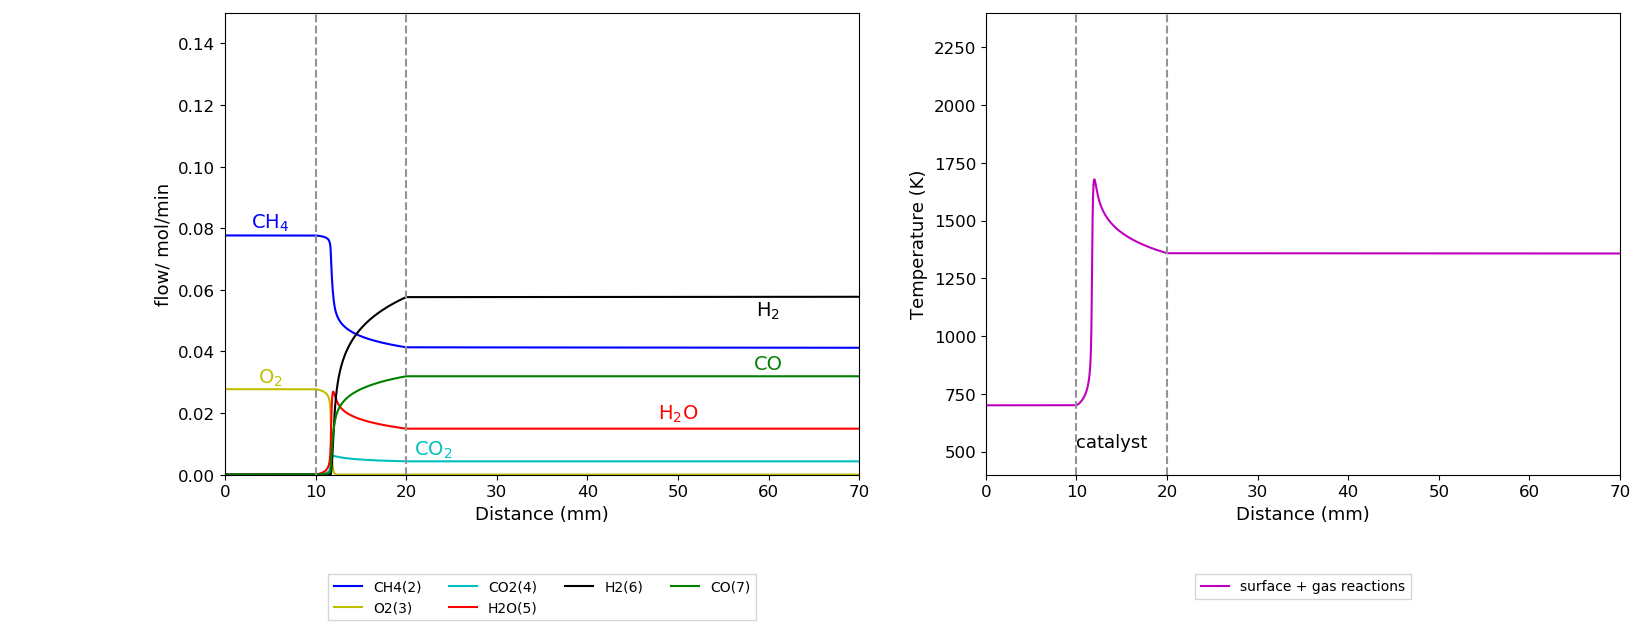 0.14
0.12
0.10
0.08
0.06
0.04
0.02
0.00
flow/ mol/min
CH₄
O₂
H₂
CO
H₂O
CO₂
0 10 20 30 40 50 60 70
Distance (mm)
CH4(2) CO2(4) H2(6) CO(7)
O2(3) H2O(5)
2250
2000
1750
1500
1250
1000
750
500
Temperature (K)
catalyst
0 10 20 30 40 50 60 70
Distance (mm)
surface + gas reactions